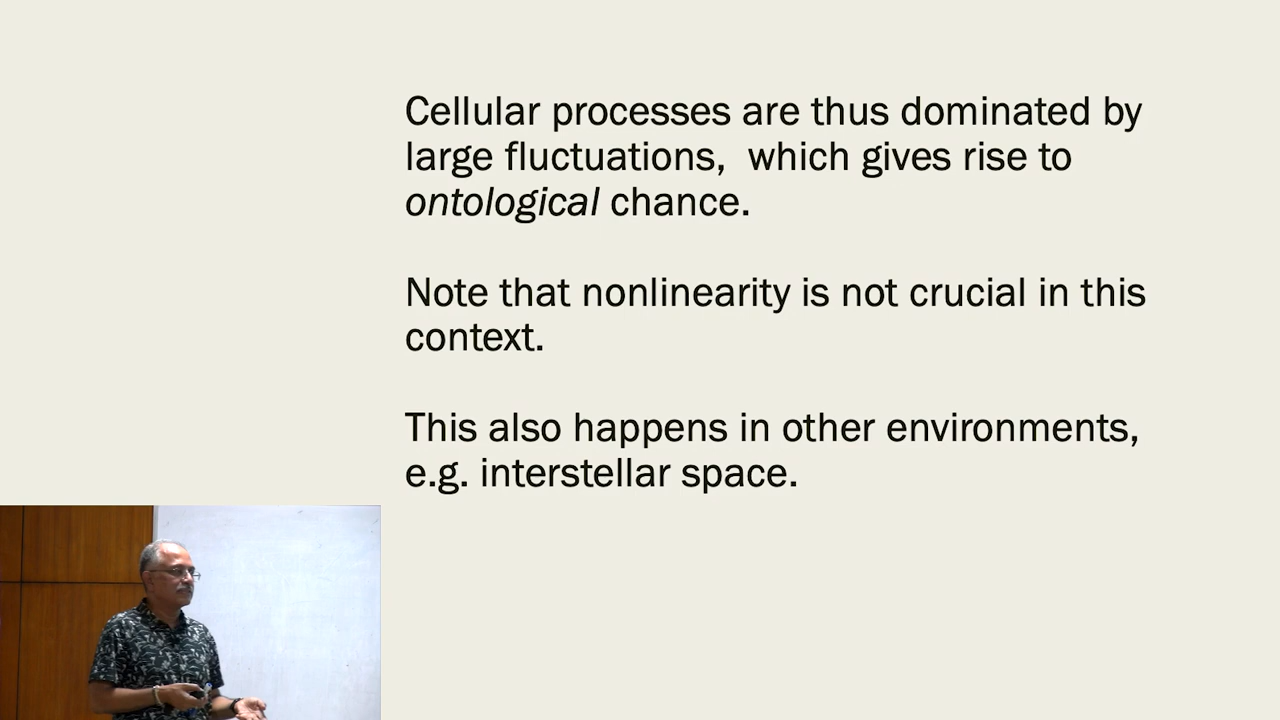 Cellular processes are thus dominated by
large fluctuations,  which gives rise to
ontological chance.
Note that nonlinearity is not crucial in this
context.
This also happens in other environments,
e.g. interstellar space.